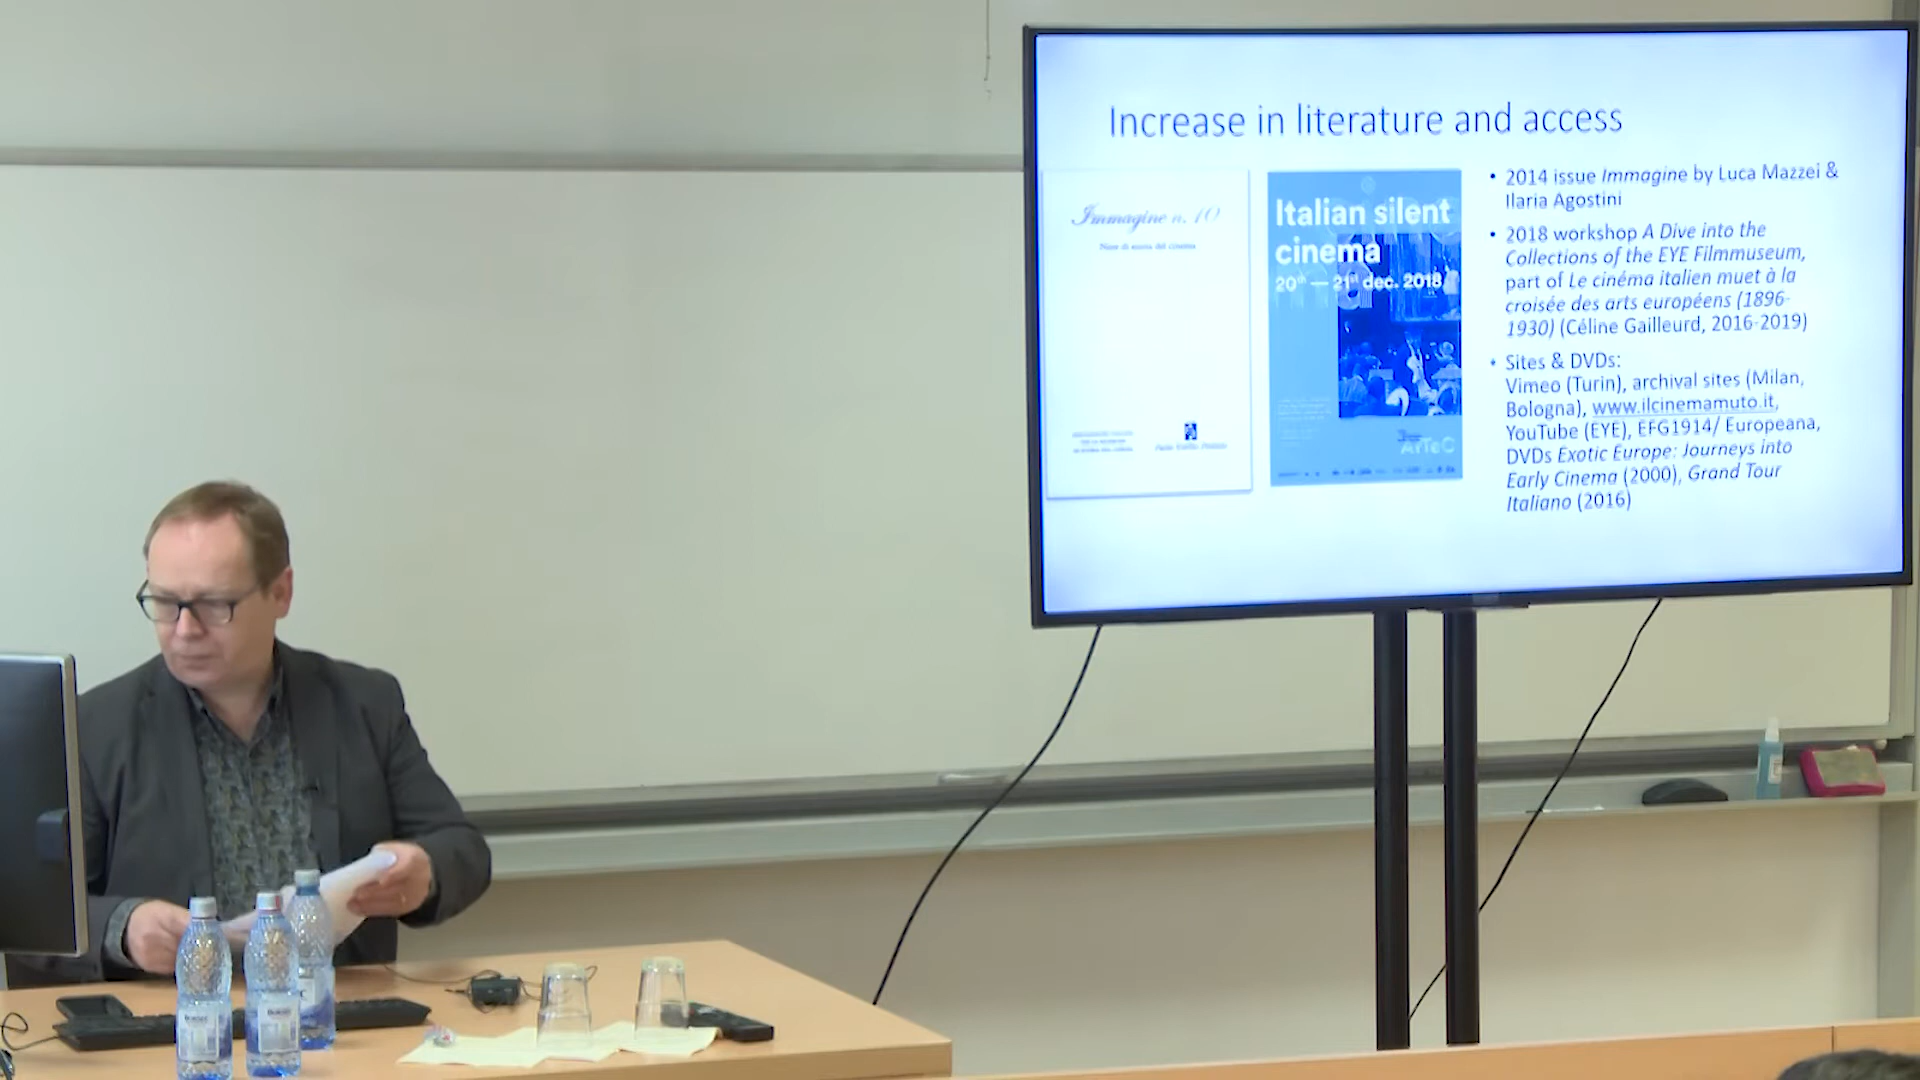 Increase in literature and access
Immagine n. 10
Note di storia del cinema
Italian silent
cinema
20th — 21st dec. 2018
ArTeC
• 2014 issue Immagine by Luca Mazzei &
Ilaria Agostini
• 2018 workshop A Dive into the
Collections of the EYE Filmmuseum,
part of Le cinéma italien muet à la
croisée des arts européens (1896-
1930) (Céline Gailleurd, 2016-2019)
• Sites & DVDs:
Vimeo (Turin), archival sites (Milan,
Bologna), www.ilcinemamuto.it,
YouTube (EYE), EFG1914/ Europeana,
DVDs Exotic Europe: Journeys into
Early Cinema (2000), Grand Tour
Italiano (2016)